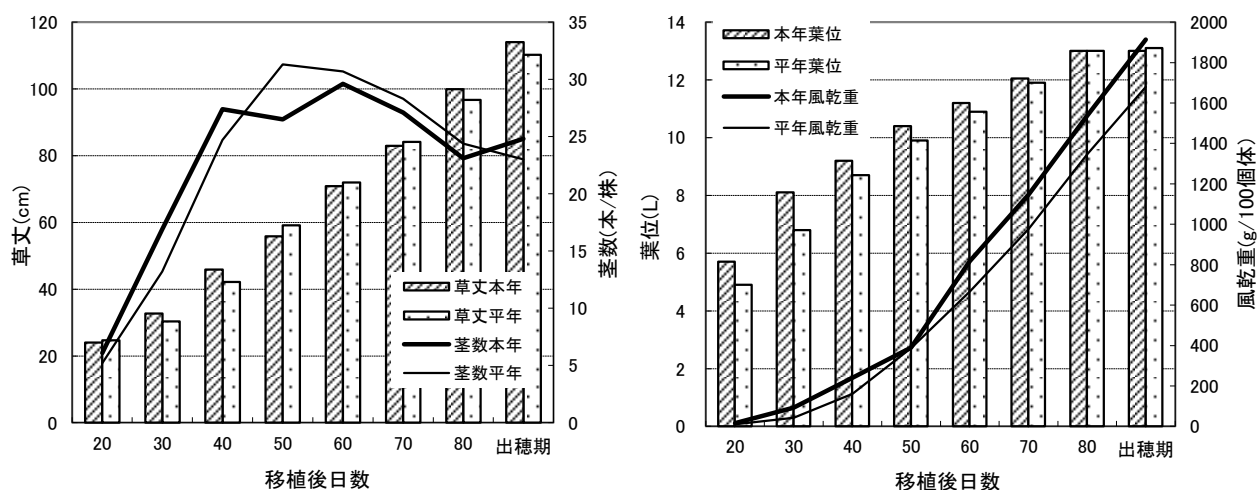 120
100
80
60
40
20
0
草丈(cm)
35
30
25
20
15
10
5
0
茎数(本/株)
草丈本年
草丈平年
茎数本年
茎数平年
20 30 40 50 60 70 80 出穂期
移植後日数
14
12
10
8
6
4
2
0
葉位(L)
2000
1800
1600
1400
1200
1000
800
600
400
200
0
風乾重(g/100個体)
本年葉位
平年葉位
本年風乾重
平年風乾重
20 30 40 50 60 70 80 出穂期
移植後日数